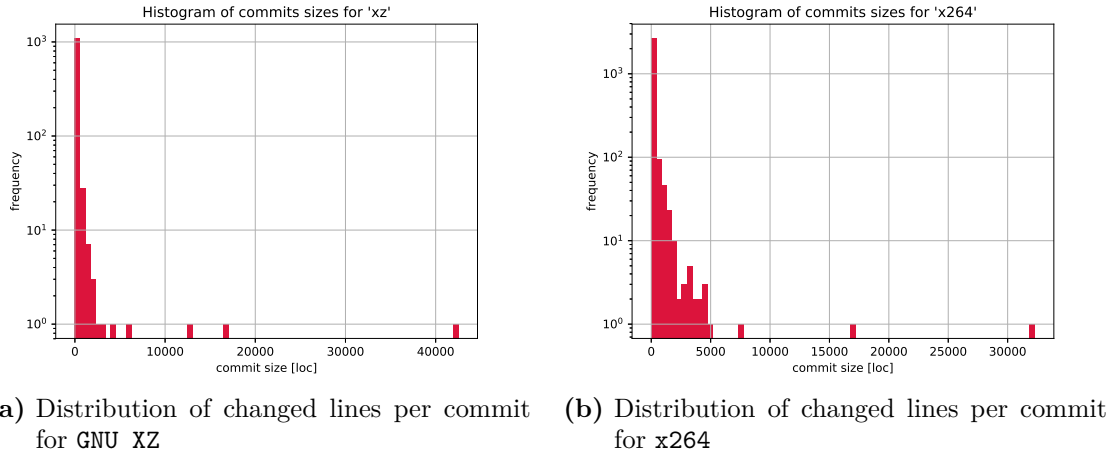 Histogram of commits sizes for 'xz'
10³
10²
10¹
10⁰
frequency
0 10000 20000 30000 40000
commit size [loc]
a) Distribution of changed lines per commit
for GNU XZ
Histogram of commits sizes for 'x264'
10³
10²
10¹
10⁰
frequency
0 5000 10000 15000 20000 25000 30000
commit size [loc]
(b) Distribution of changed lines per commit
for x264